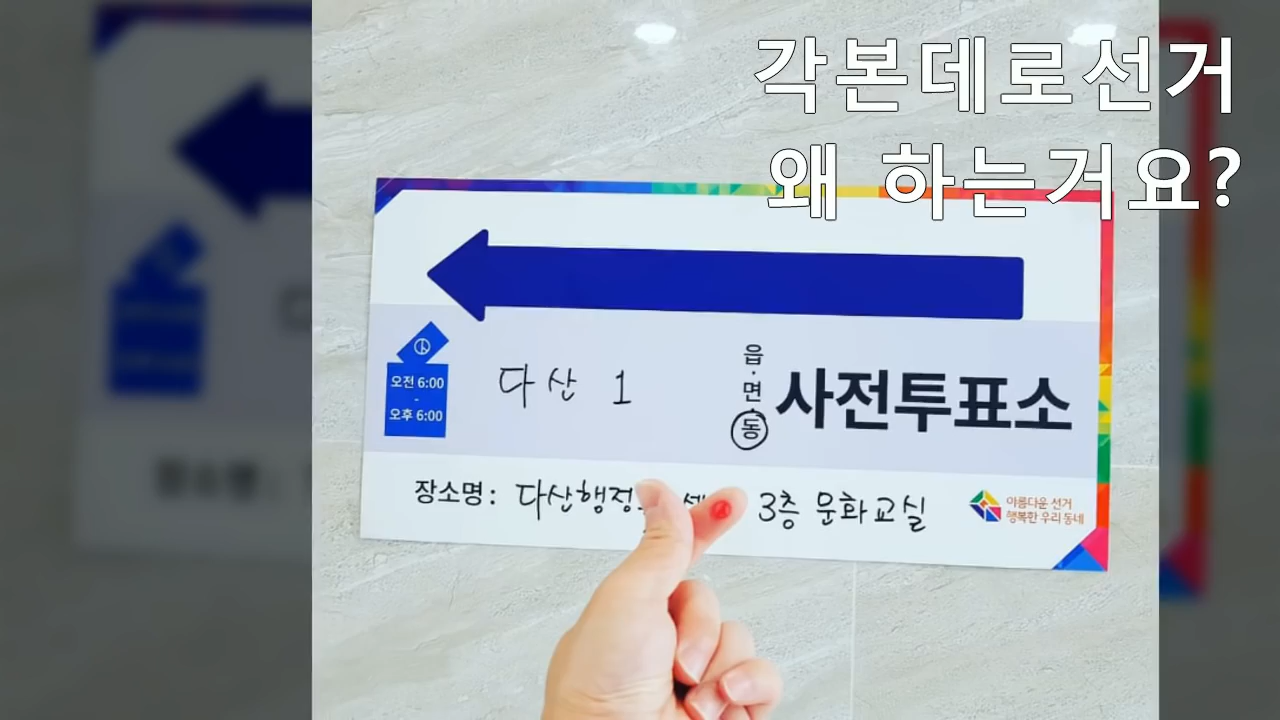 각본데로선거
왜 하는거요?
오전 6:00
-
오후 6:00
다산 1
읍·면·동
사전투표소
장소명: 다산행정 3층 문화교실
아름다운 선거
행복한 우리 동네